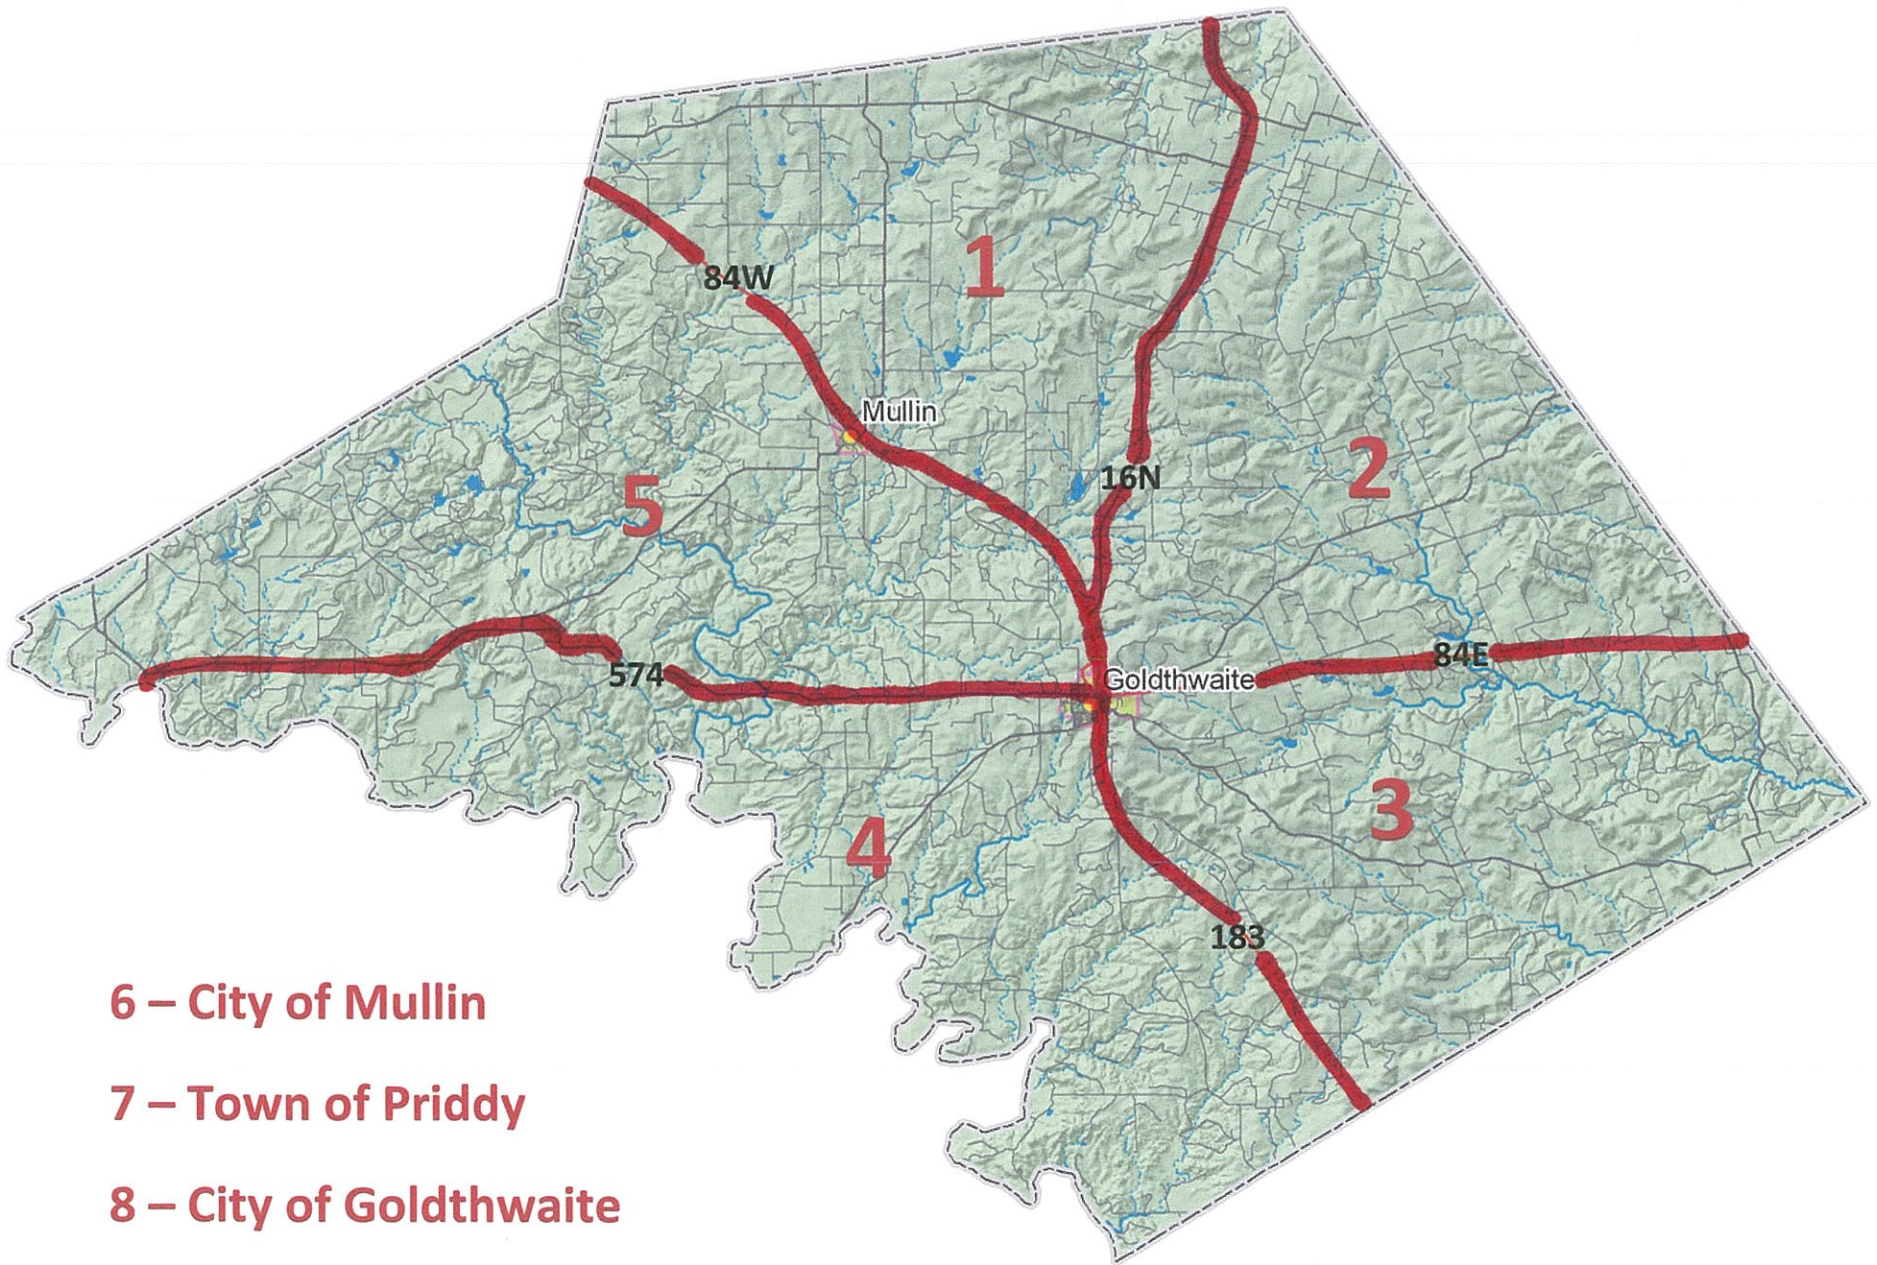 1
84W
Mullin
16N
2
5
84E
574
Goldthwaite
3
4
183
6 – City of Mullin
7 – Town of Priddy
8 – City of Goldthwaite